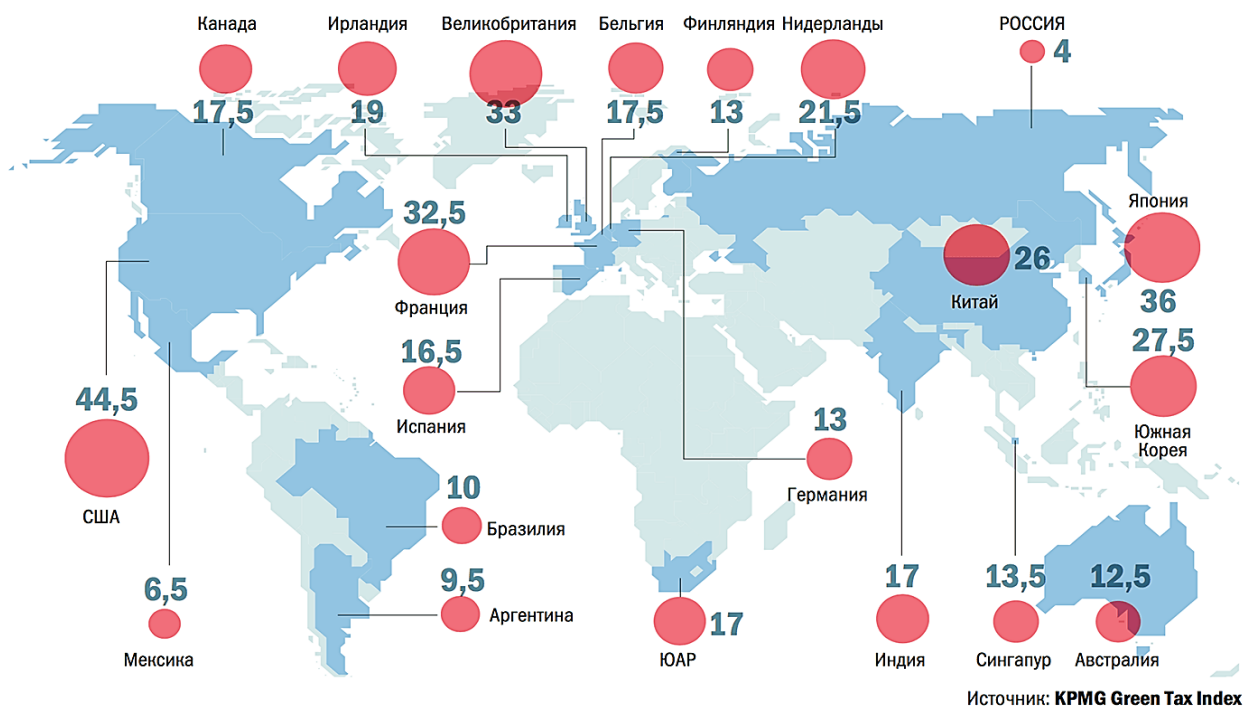 Канада
17,5
Ирландия
19
Великобритания
33
Бельгия
17,5
Финляндия
13
Нидерланды
21,5
РОССИЯ
4
Япония
36
32,5
Франция
26
Китай
27,5
Южная
Корея
16,5
Испания
44,5
США
13
Германия
10
Бразилия
6,5
Мексика
9,5
Аргентина
17
ЮАР
17
Индия
13,5
Сингапур
12,5
Австралия
Источник: KPMG Green Tax Index